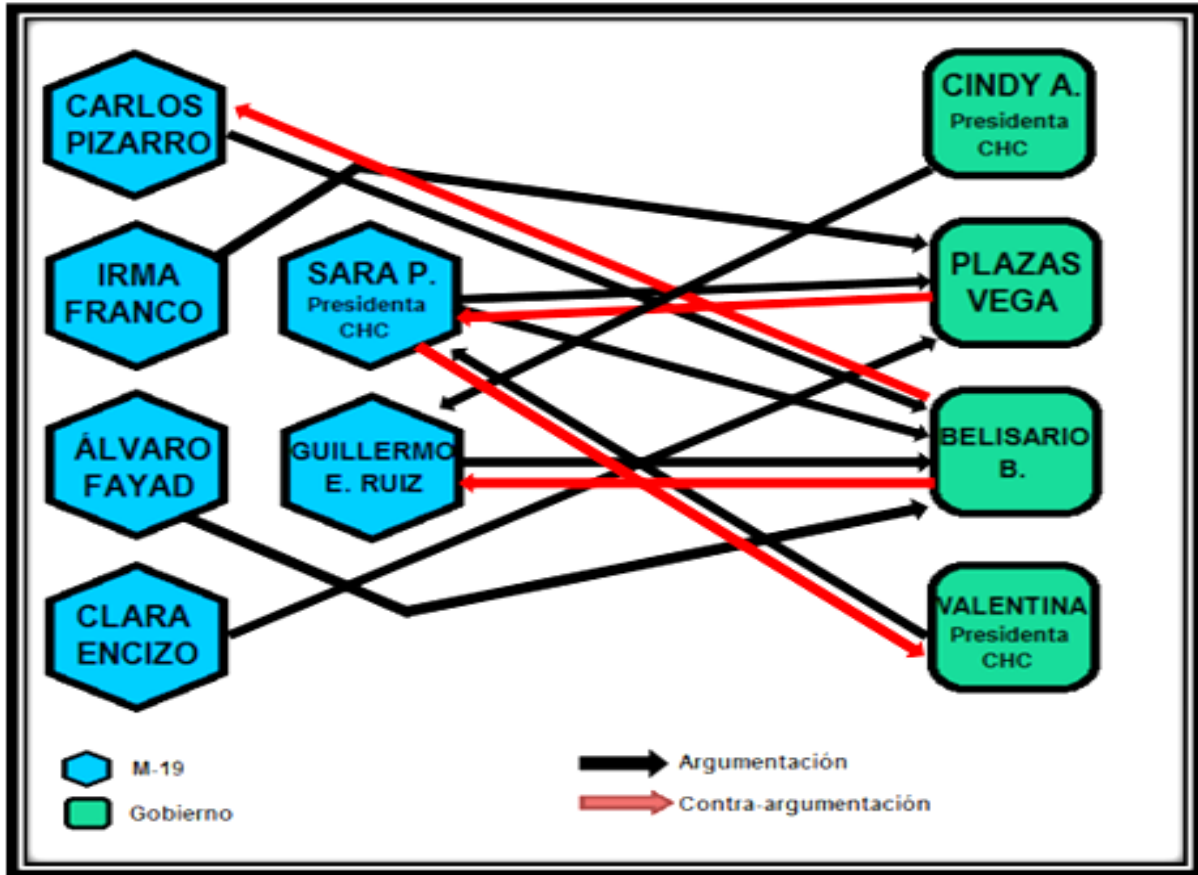 CARLOS
PIZARRO
IRMA
FRANCO
ÁLVARO
FAYAD
CLARA
ENCIZO
SARA P.
Presidenta
CHC
GUILLERMO
E. RUIZ
CINDY A.
Presidenta
CHC
PLAZAS
VEGA
BELISARIO
B.
VALENTINA
Presidenta
CHC
M-19
Gobierno
Argumentación
Contra-argumentación